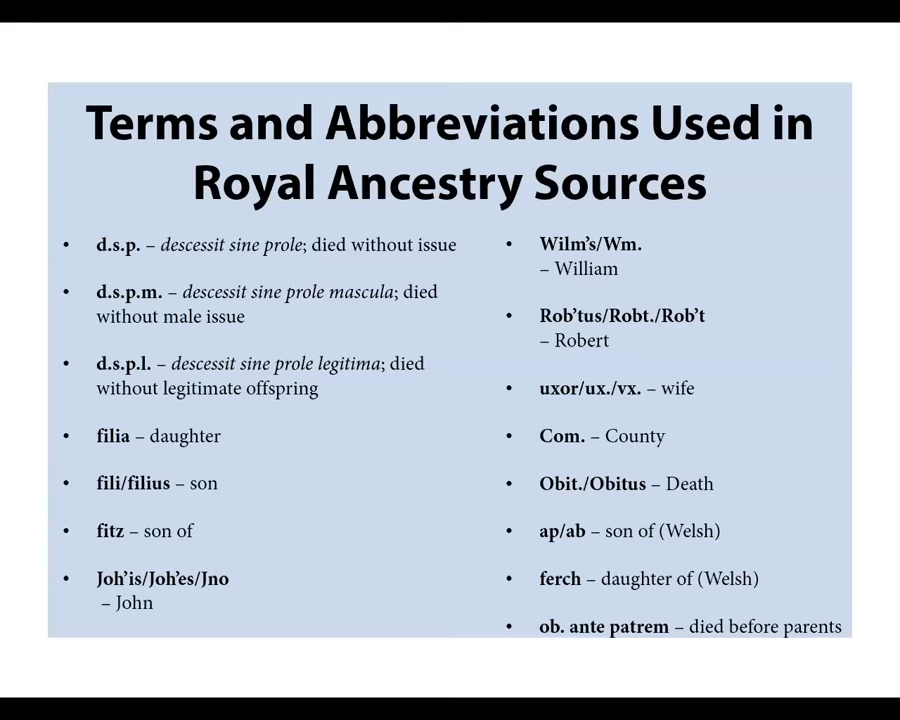 Terms and Abbreviations Used in
Royal Ancestry Sources
• d.s.p. – descessit sine prole; died without issue
• d.s.p.m. – descessit sine prole mascula; died
without male issue
• d.s.p.l. – descessit sine prole legitima; died
without legitimate offspring
• filia – daughter
• fili/filius – son
• fitz – son of
• Joh’is/Joh’es/Jno
– John
• Wilm’s/Wm.
– William
• Rob’tus/Robt./Rob’t
– Robert
• uxor/ux./vx. – wife
• Com. – County
• Obit./Obitus – Death
• ap/ab – son of (Welsh)
• ferch – daughter of (Welsh)
• ob. ante patrem – died before parents